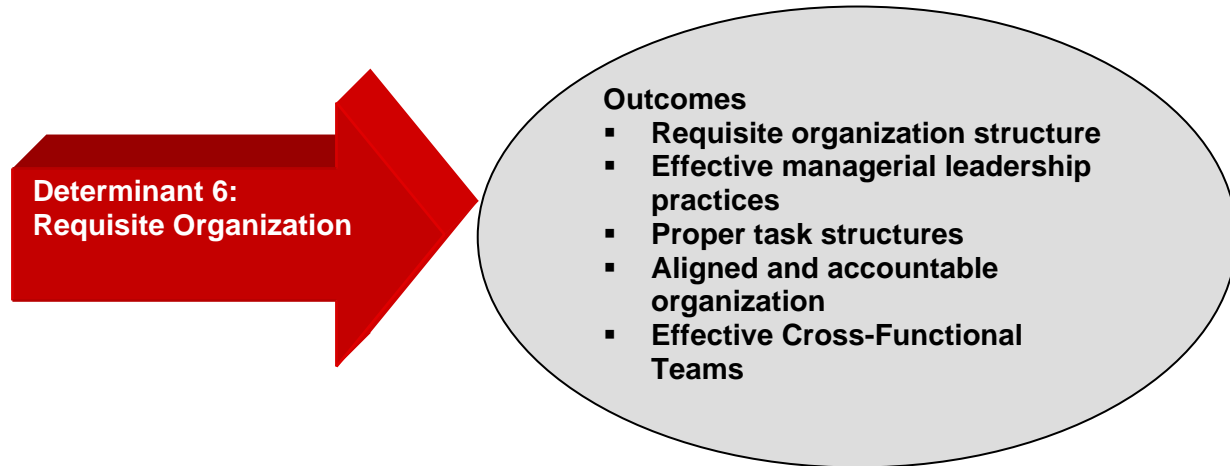 Determinant 6:
Requisite Organization
Outcomes
▪ Requisite organization structure
▪ Effective managerial leadership
practices
▪ Proper task structures
▪ Aligned and accountable
organization
▪ Effective Cross-Functional
Teams